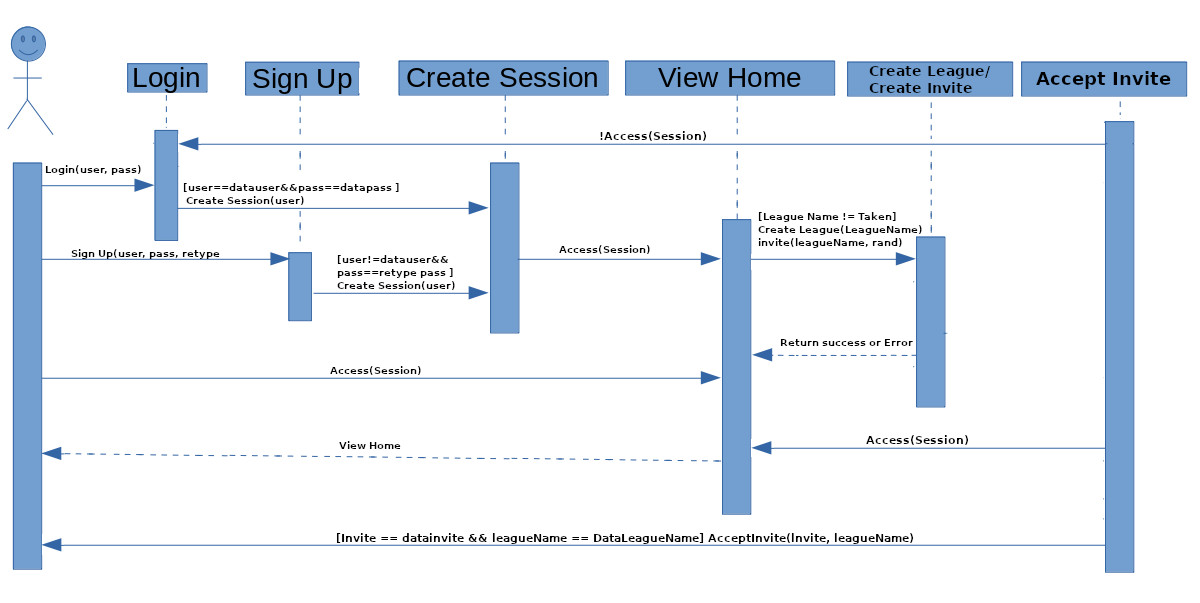 Login
Sign Up
Create Session
View Home
Create League/
Create Invite
Accept Invite
!Access(Session)
Login(user, pass)
[user==datauser&&pass==datapass ]
Create Session(user)
[League Name != Taken]
Create League(LeagueName)
invite(leagueName, rand)
Sign Up(user, pass, retype
Access(Session)
[user!=datauser&&
pass==retype pass ]
Create Session(user)
Return success or Error
Access(Session)
Access(Session)
View Home
[Invite == datainvite && leagueName == DataLeagueName] AcceptInvite(Invite, leagueName)